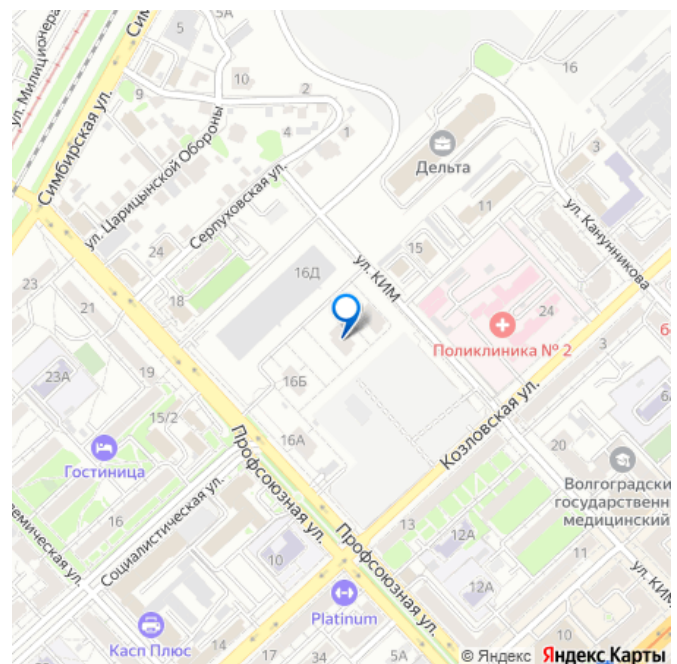 ул. Милиционера
Симбирская ул.
Сим
5
5А
10
9
2
4
1
16
3
ул. Царицынской Обороны
Серпуховская ул.
Дельта
11
ул. Канунникова
24
18
16Д
15
ул. КИМ
24
Поликлиника № 2
3
23
21
19
23А
15/2
16Б
16А
Козловская ул.
Гостиница
Профсоюзная ул.
Социалистическая ул.
16
20
Волгоградски
государственн
медицинский
13
12А
11
10
12А
ул. КИМ
Профсоюзная ул.
Platinum
Касп Плюс
14
17
34
5А
10
© Яндекс Яндекс Карты